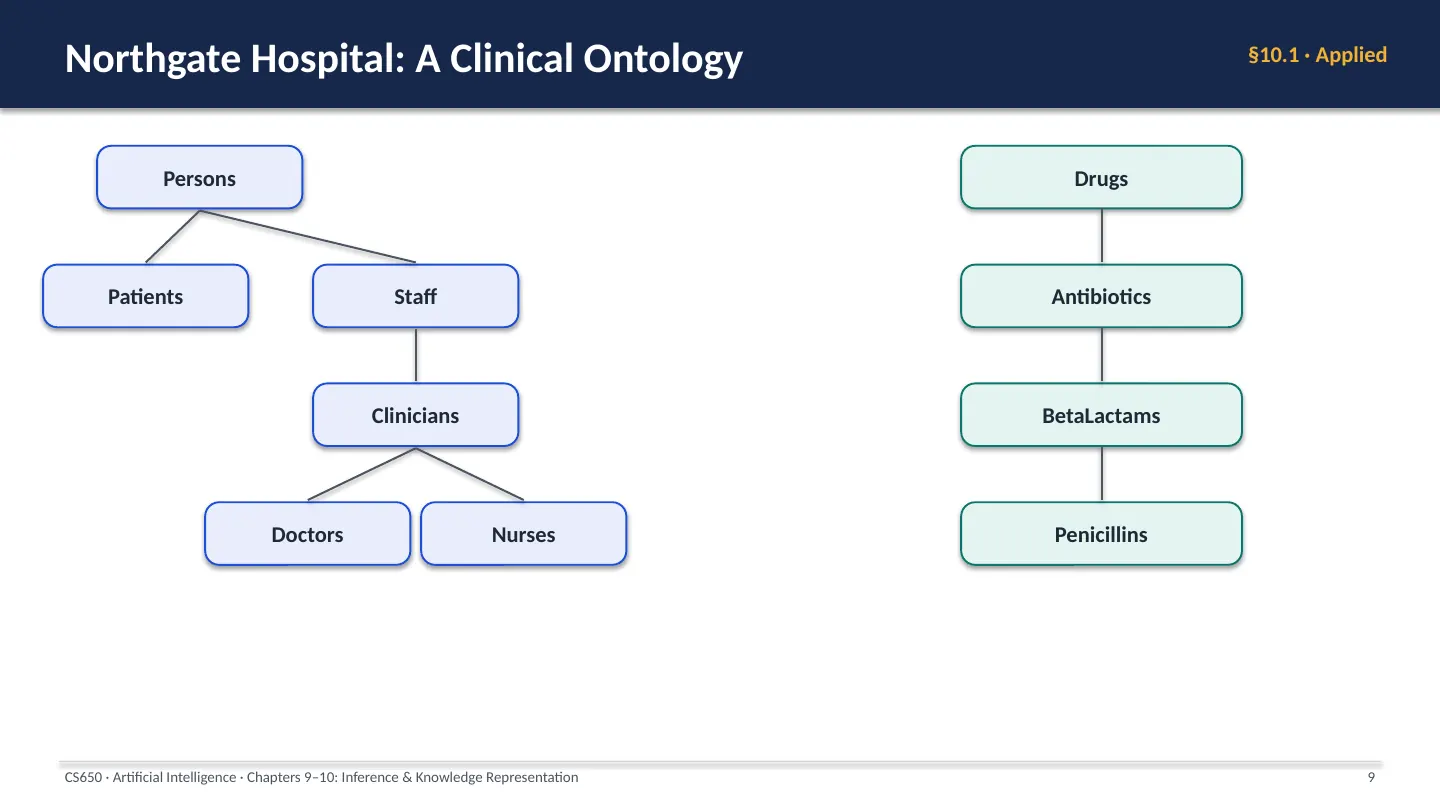 Northgate Hospital: A Clinical Ontology
§10.1 · Applied
Persons
Drugs
Patients
Staff
Antibiotics
Clinicians
BetaLactams
Doctors
Nurses
Penicillins
CS650 · Artificial Intelligence · Chapters 9–10: Inference & Knowledge Representation
9